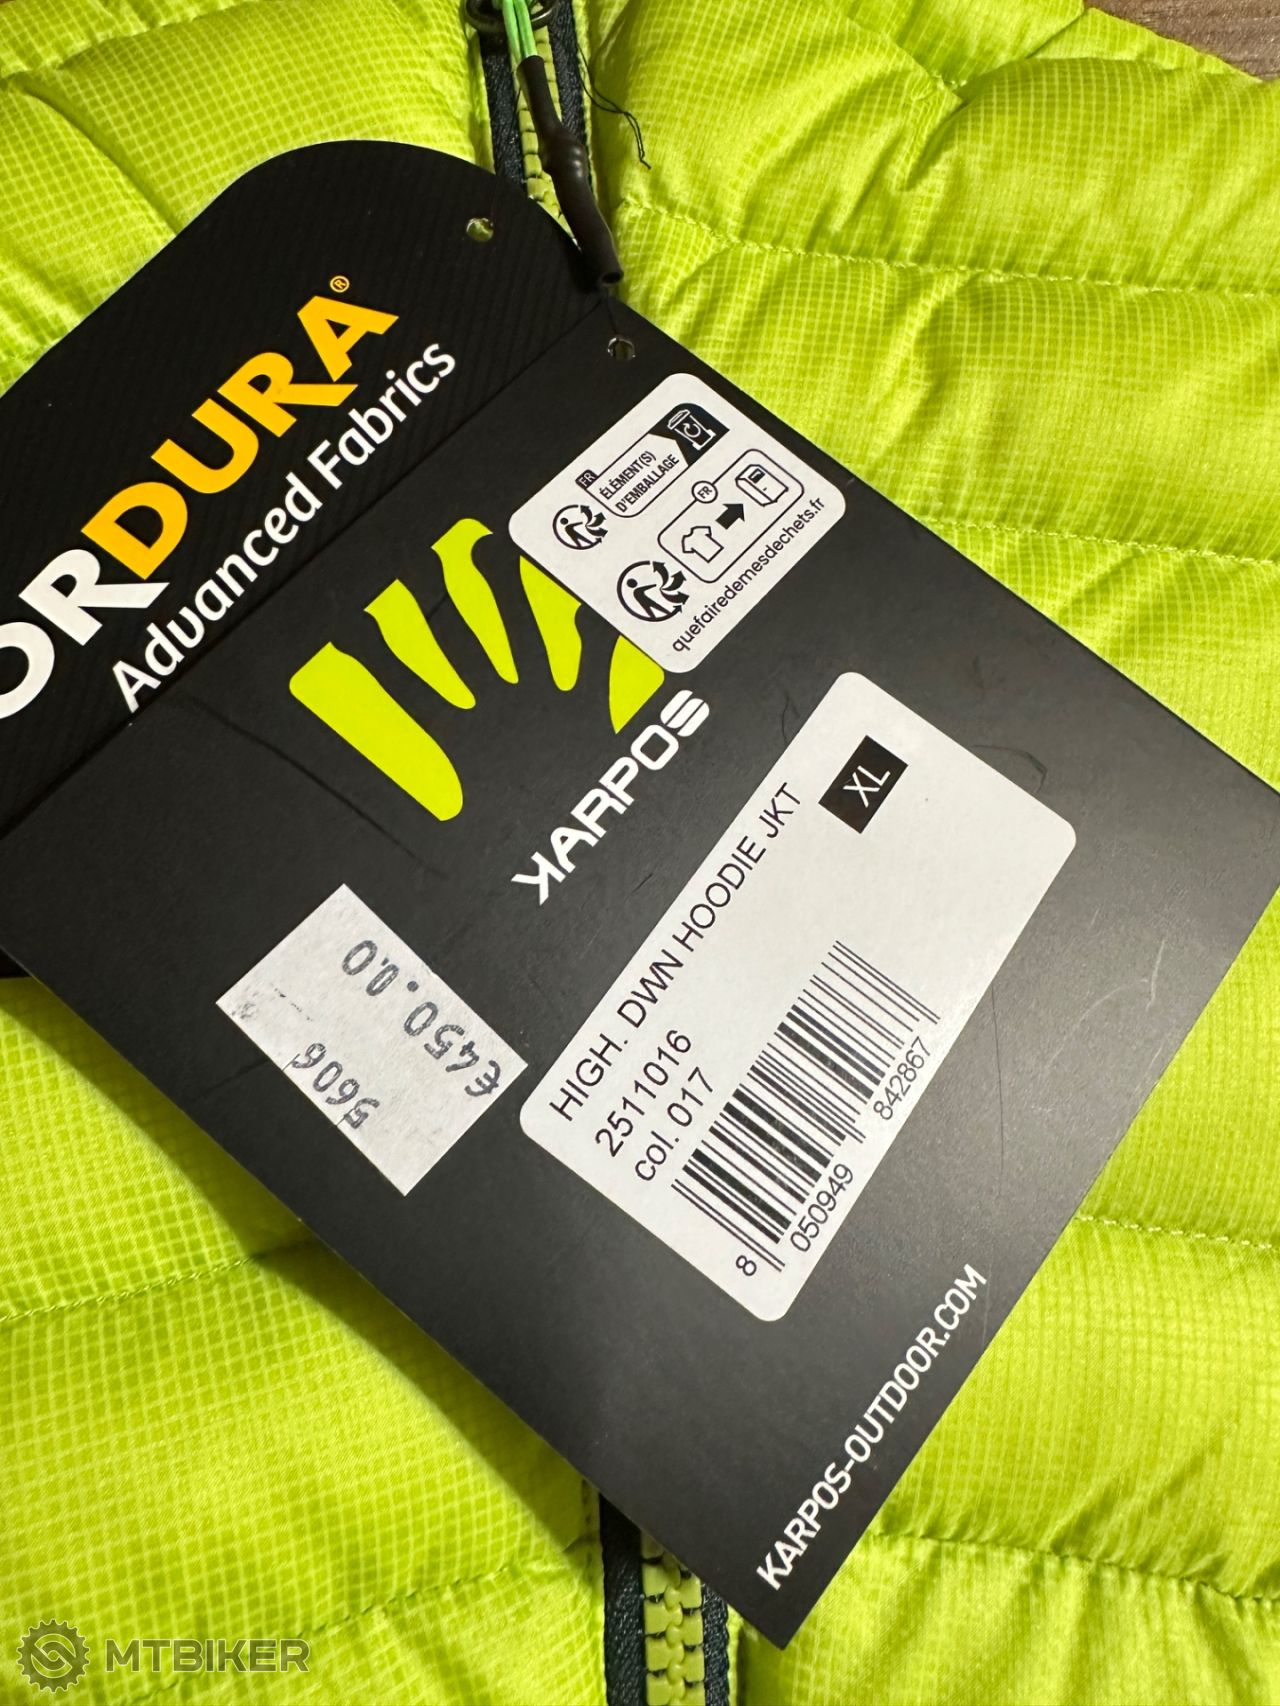 ORDURA®
Advanced Fabrics
FR
ÉLÉMENT(S)
D'EMBALLAGE
FR
quefairedemesdechets.fr
KARPOS
XL
HIGH. DWN HOODIE JKT
2511016
col. 017
8 050949 842867
€450.00
5606
KARPOS-OUTDOOR.COM
MTBIKER